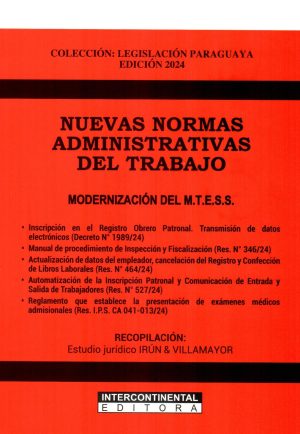 COLECCIÓN: LEGISLACIÓN PARAGUAYA
EDICIÓN 2024
NUEVAS NORMAS
ADMINISTRATIVAS
DEL TRABAJO
MODERNIZACIÓN DEL M.T.E.S.S.
• Inscripción en el Registro Obrero Patronal. Transmisión de datos
electrónicos (Decreto N° 1989/24)
• Manual de procedimiento de Inspección y Fiscalización (Res. N° 346/24)
• Actualización de datos del empleador, cancelación del Registro y Confección
de Libros Laborales (Res. N° 464/24)
• Automatización de la Inscripción Patronal y Comunicación de Entrada y
Salida de Trabajadores (Res. N° 527/24)
• Reglamento que establece la presentación de exámenes médicos
admisionales (Res. I.P.S. CA 041-013/24)
RECOPILACIÓN:
Estudio jurídico IRÚN & VILLAMAYOR
INTERCONTINENTAL
EDITORA